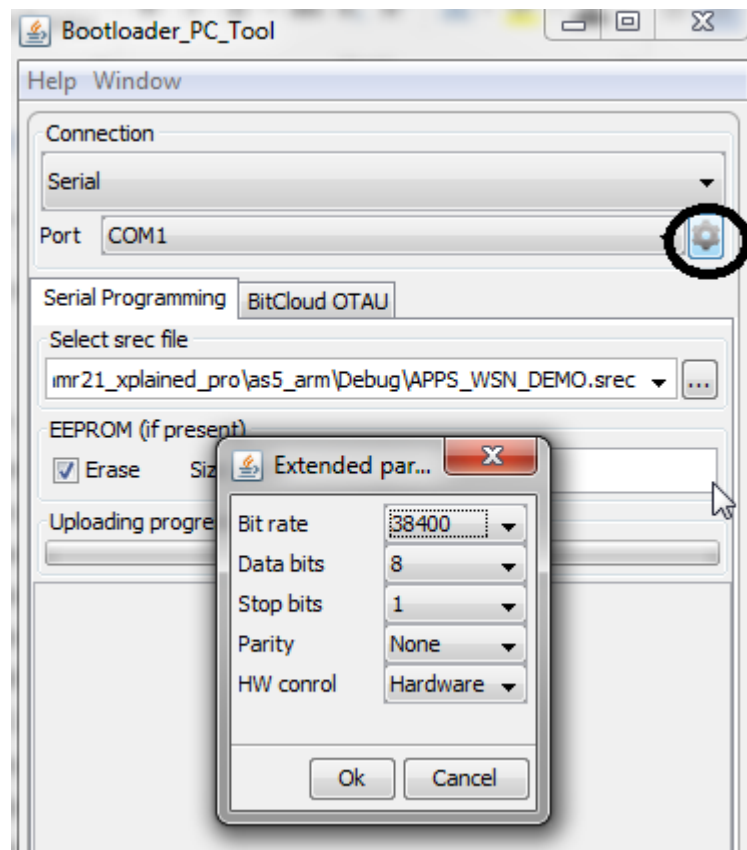 Bootloader_PC_Tool
Help Window
Connection
Serial
Port COM1
Serial Programming BitCloud OTAU
Select srec file
mr21_xplained_pro\as5_arm\Debug\APPS_WSN_DEMO.srec ...
EEPROM (if present)
Erase Siz
Extended par...
Uploading progre
Bit rate 38400
Data bits 8
Stop bits 1
Parity None
HW conrol Hardware
Ok Cancel